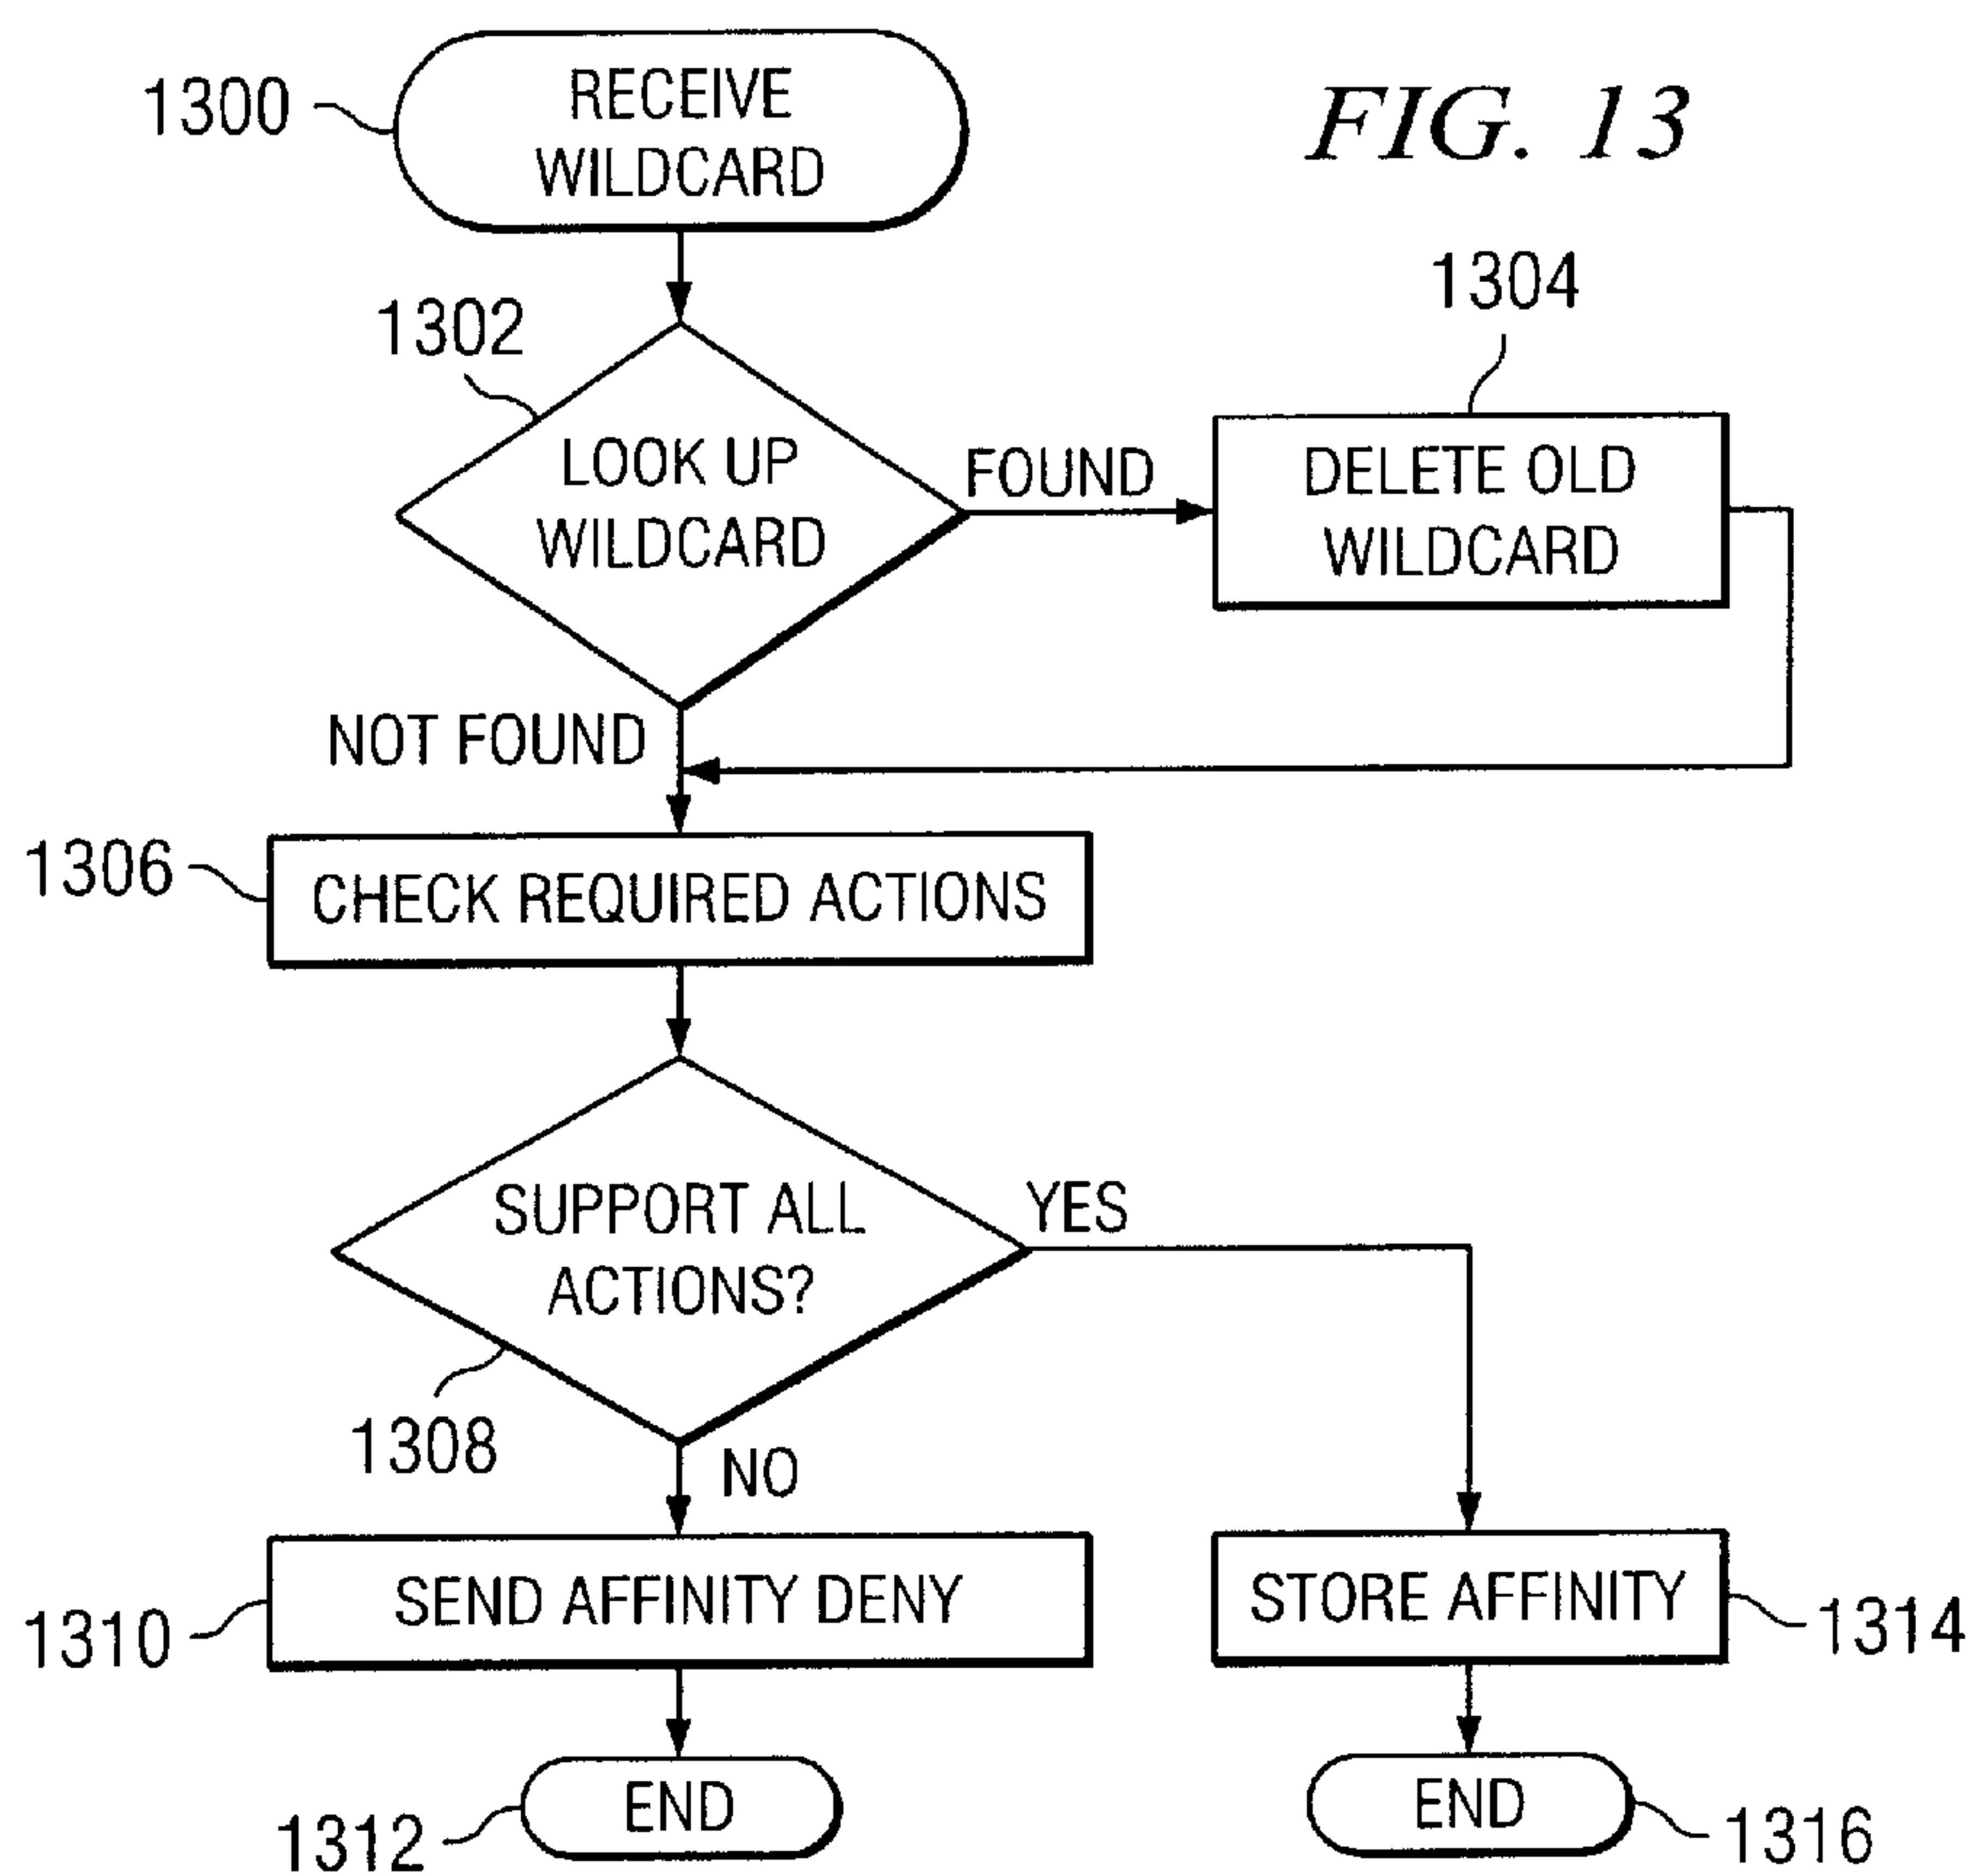 FIG. 13
1300
RECEIVE
WILDCARD
1302
LOOK UP
WILDCARD
FOUND
1304
DELETE OLD
WILDCARD
NOT FOUND
1306
CHECK REQUIRED ACTIONS
1308
SUPPORT ALL
ACTIONS?
YES
NO
1310
SEND AFFINITY DENY
STORE AFFINITY
1314
1312
END
END
1316